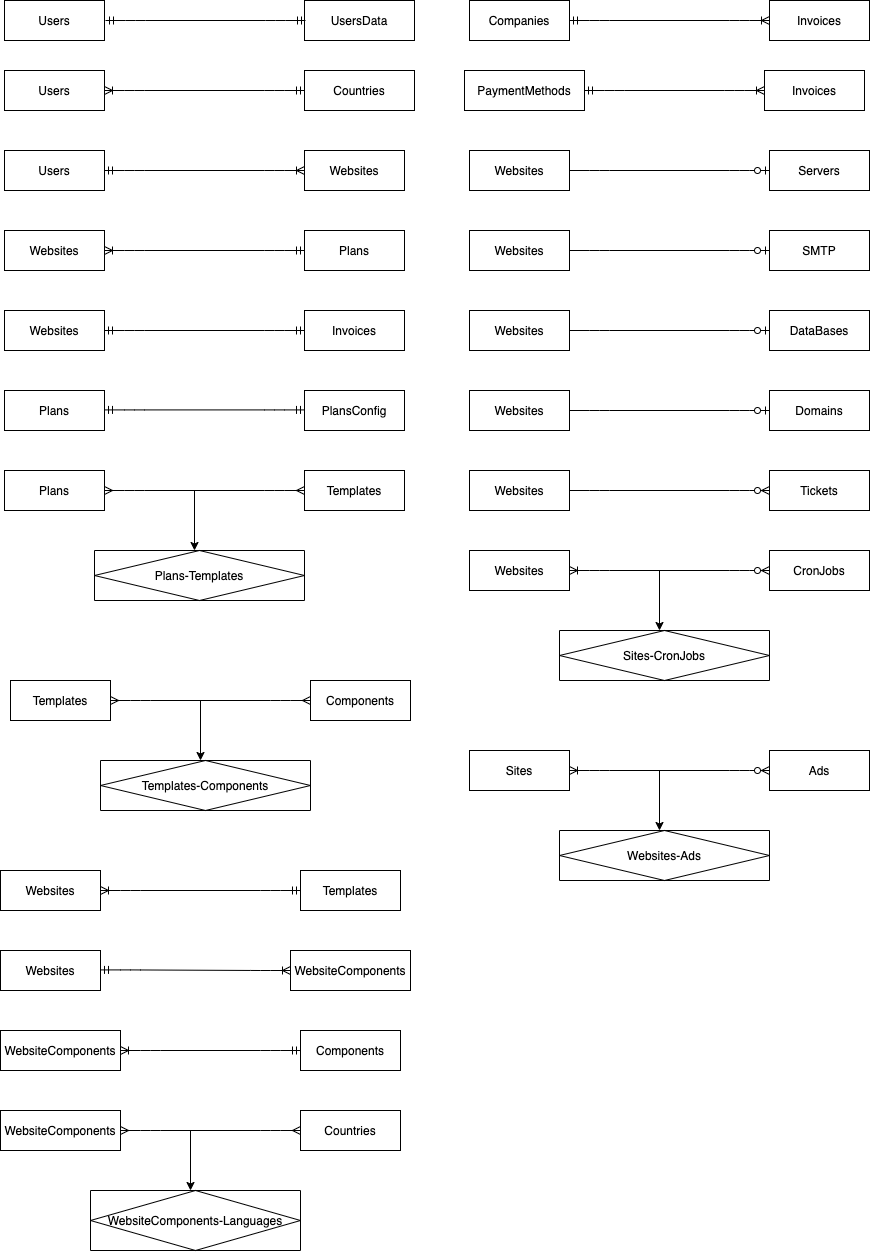 Users
UsersData
Users
Countries
Users
Websites
Websites
Plans
Websites
Invoices
Plans
PlansConfig
Plans
Templates
Plans-Templates
Templates
Components
Templates-Components
Websites
Templates
Websites
WebsiteComponents
WebsiteComponents
Components
WebsiteComponents
Countries
WebsiteComponents-Languages
Companies
Invoices
PaymentMethods
Invoices
Websites
Servers
Websites
SMTP
Websites
DataBases
Websites
Domains
Websites
Tickets
Websites
CronJobs
Sites-CronJobs
Sites
Ads
Websites-Ads